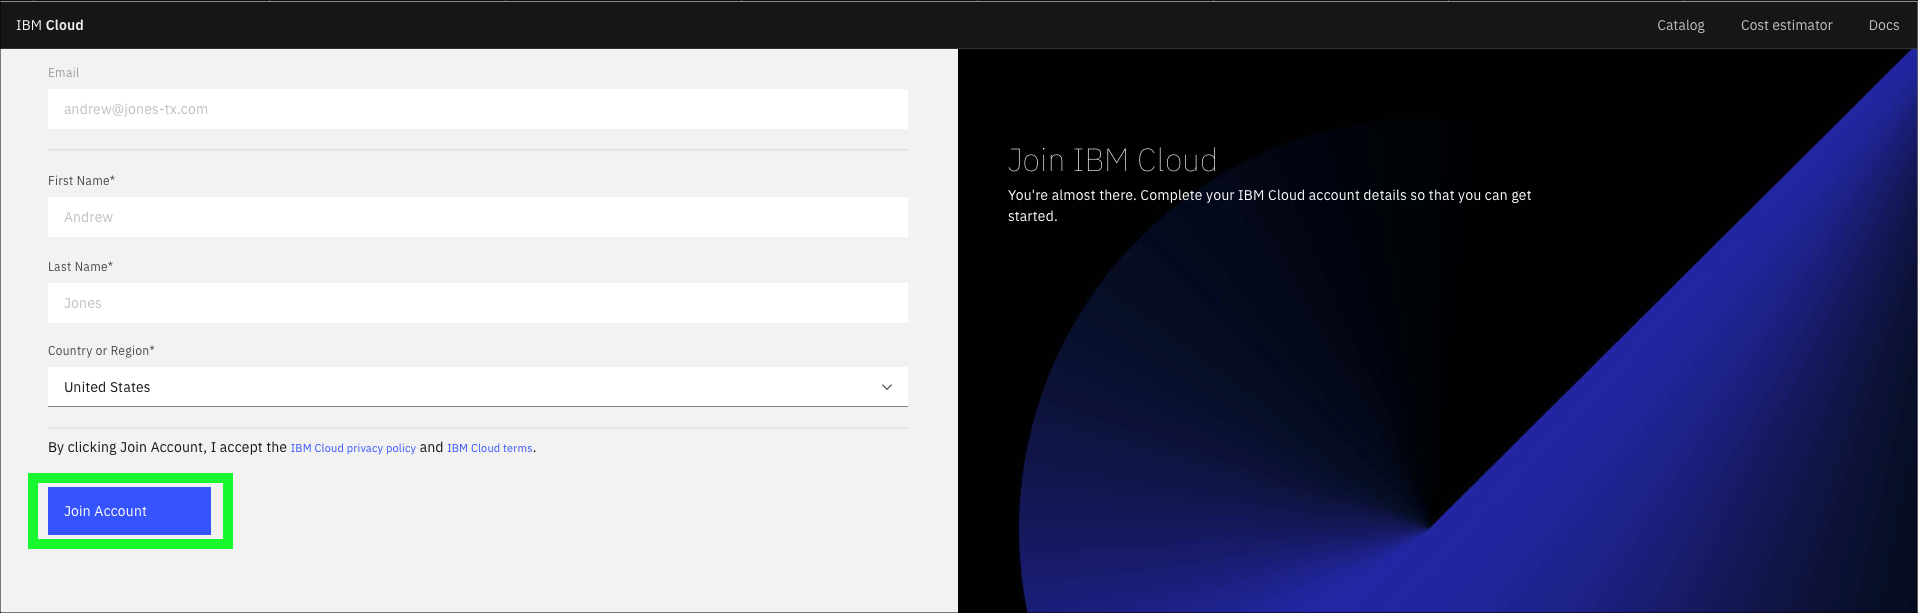 IBM Cloud
Catalog
Cost estimator
Docs
Email
andrew@jones-tx.com
First Name*
Andrew
Last Name*
Jones
Country or Region*
United States
By clicking Join Account, I accept the IBM Cloud privacy policy and IBM Cloud terms.
Join Account
Join IBM Cloud
You're almost there. Complete your IBM Cloud account details so that you can get
started.